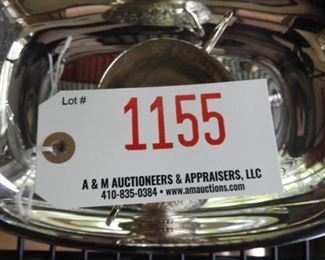 Lot #
1155
A & M AUCTIONEERS & APPRAISERS, LLC
410-835-0384 • www.amauctions.com